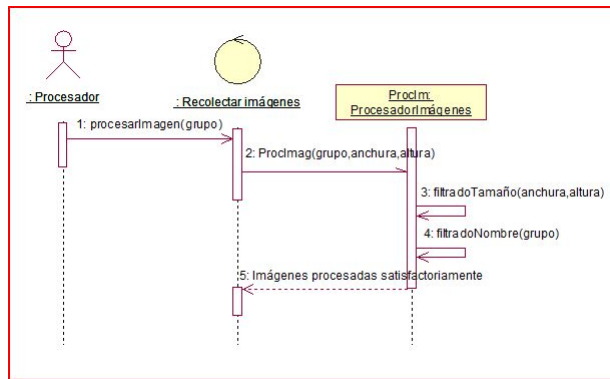 : Procesador
: Recolectar imágenes
ProcIm:
ProcesadorImágenes
1: procesarImagen(grupo)
2: ProcImag(grupo,anchura,altura)
3: filtradoTamaño(anchura,altura)
4: filtradoNombre(grupo)
5: Imágenes procesadas satisfactoriamente